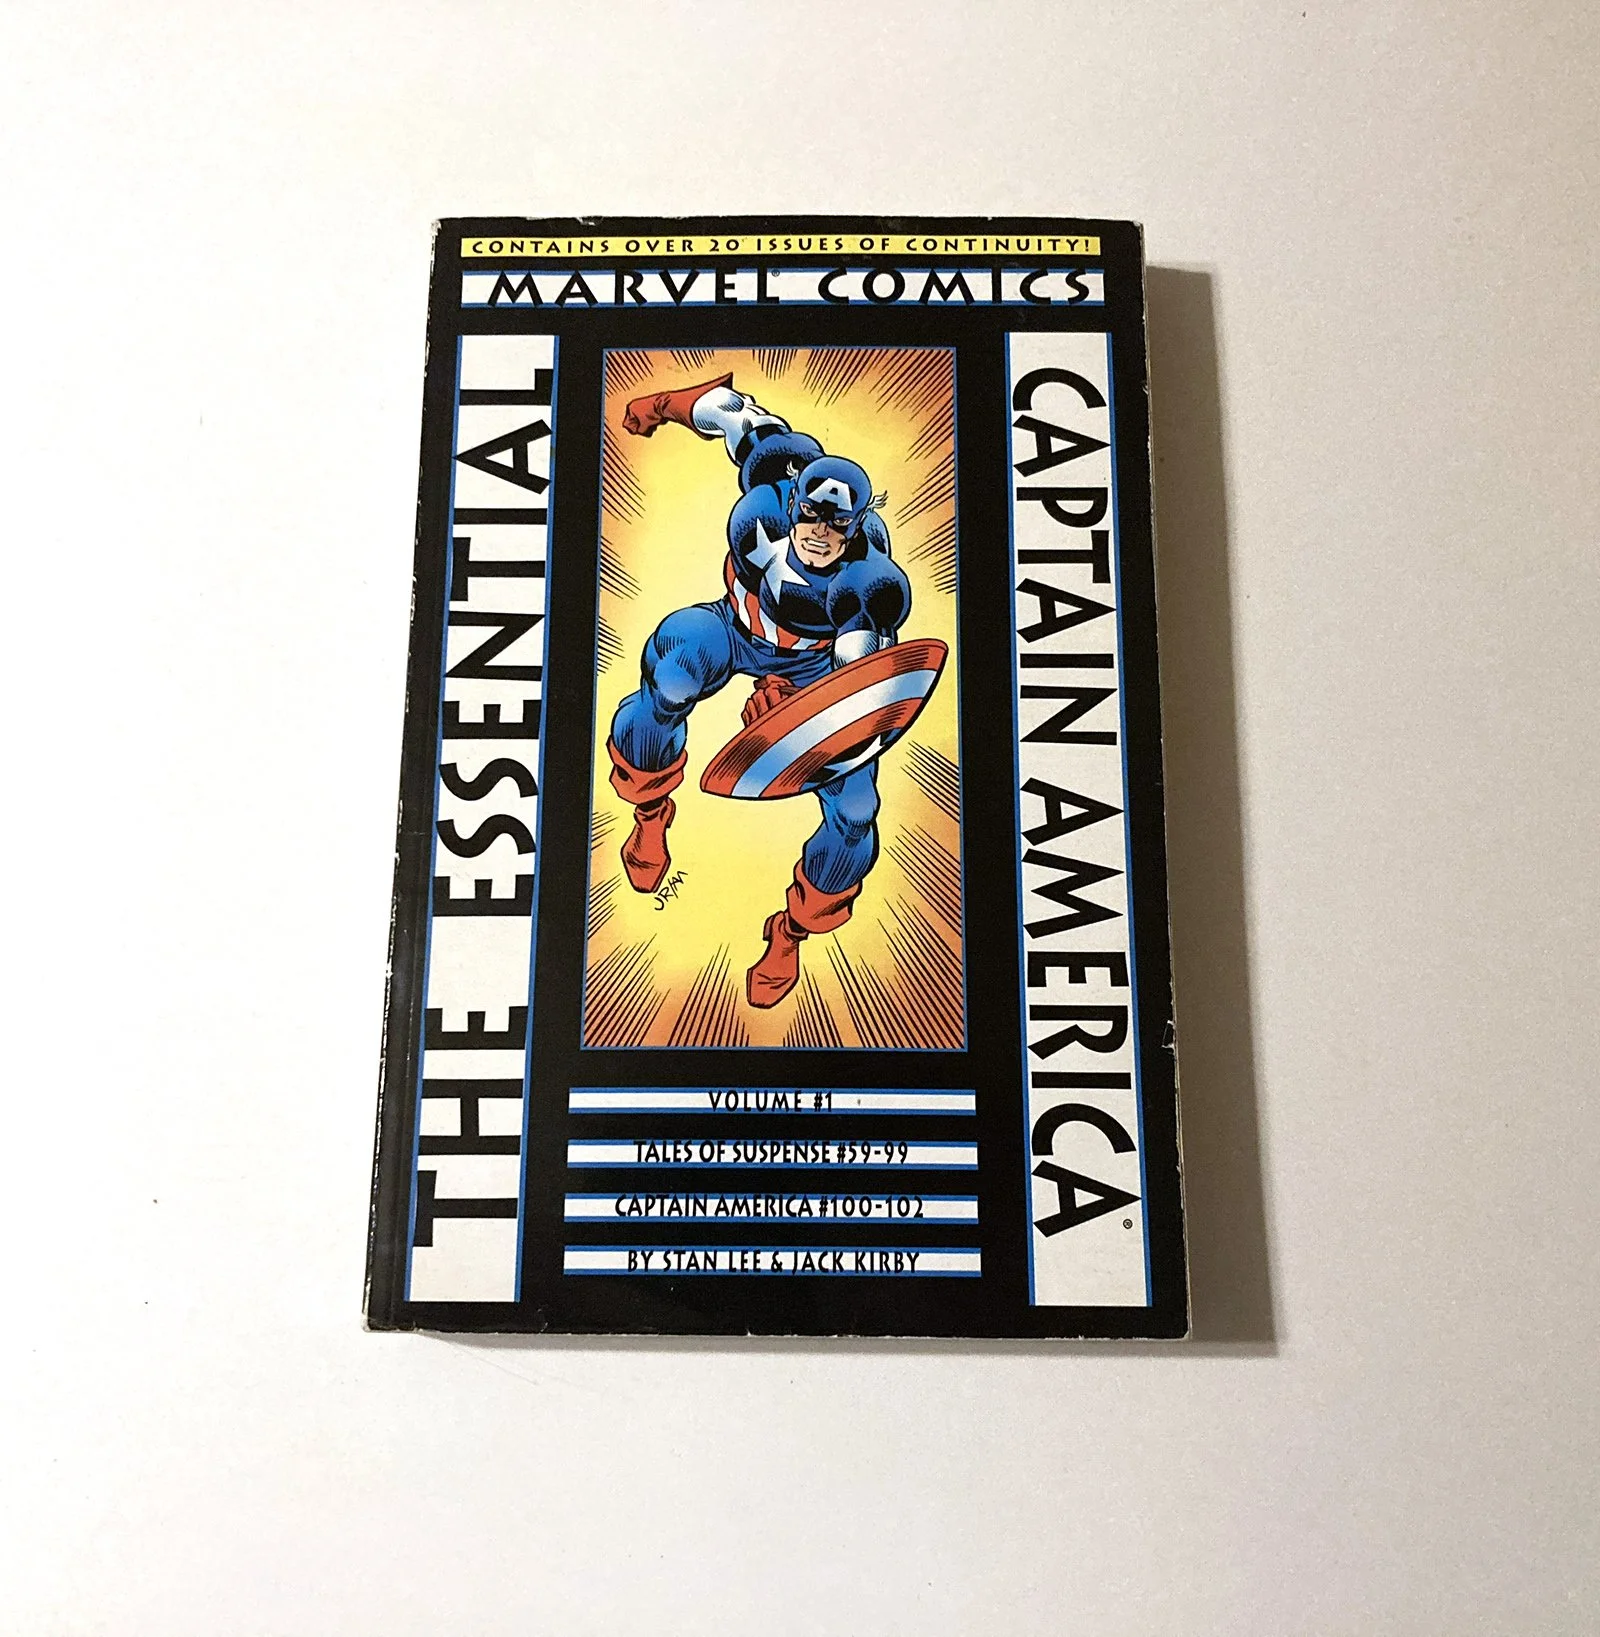 CONTAINS OVER 20 ISSUES OF CONTINUITY!
MARVEL® COMICS
THE ESSENTIAL
CAPTAIN AMERICA®
A
JR/SM
VOLUME #1
TALES OF SUSPENSE #59-99
CAPTAIN AMERICA #100-102
BY STAN LEE & JACK KIRBY